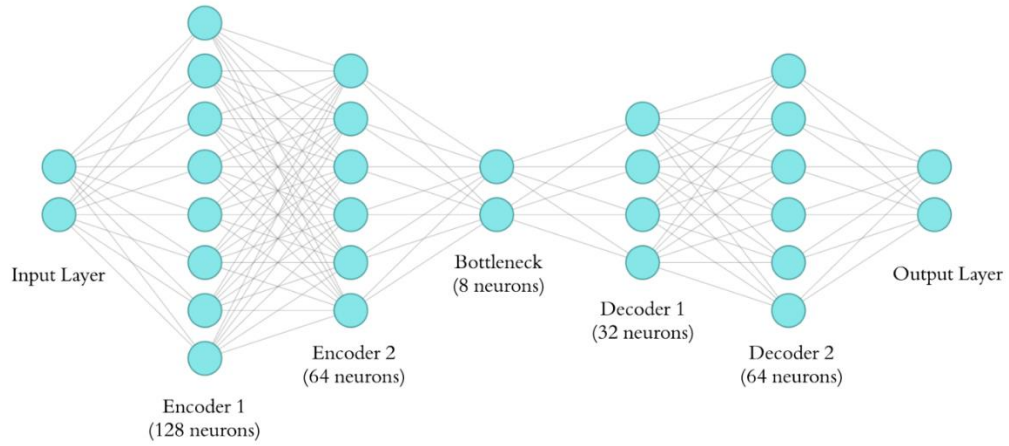 Input Layer
Encoder 1
(128 neurons)
Encoder 2
(64 neurons)
Bottleneck
(8 neurons)
Decoder 1
(32 neurons)
Decoder 2
(64 neurons)
Output Layer